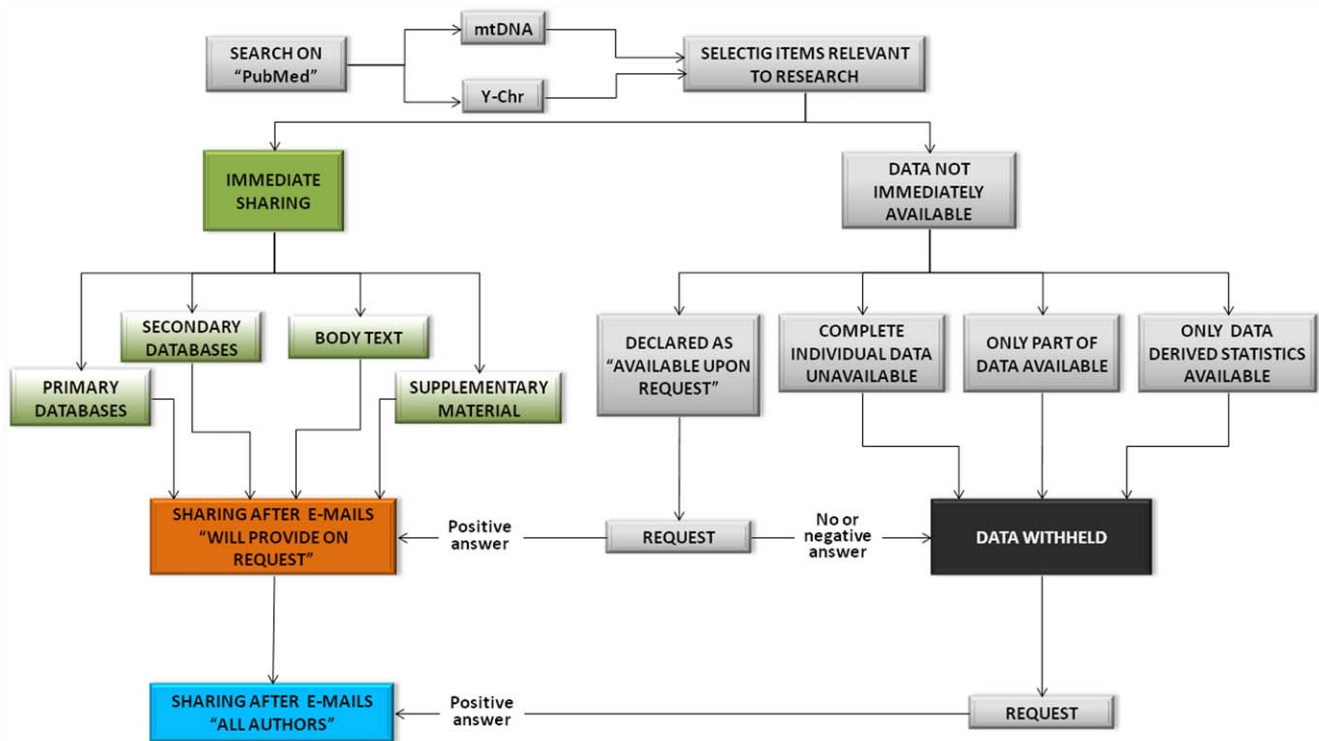 mtDNA
SEARCH ON
“PubMed”
SELECTIG ITEMS RELEVANT
TO RESEARCH
Y-Chr
IMMEDIATE
SHARING
DATA NOT
IMMEDIATELY
AVAILABLE
SECONDARY
DATABASES
BODY TEXT
PRIMARY
DATABASES
SUPPLEMENTARY
MATERIAL
DECLARED AS
“AVAILABLE UPON
REQUEST”
COMPLETE
INDIVIDUAL DATA
UNAVAILABLE
ONLY PART OF
DATA AVAILABLE
ONLY DATA
DERIVED STATISTICS
AVAILABLE
SHARING AFTER E-MAILS
“WILL PROVIDE ON
REQUEST”
Positive
answer
REQUEST
No or
negative
answer
DATA WITHHELD
SHARING AFTER E-MAILS
“ALL AUTHORS”
Positive
answer
REQUEST